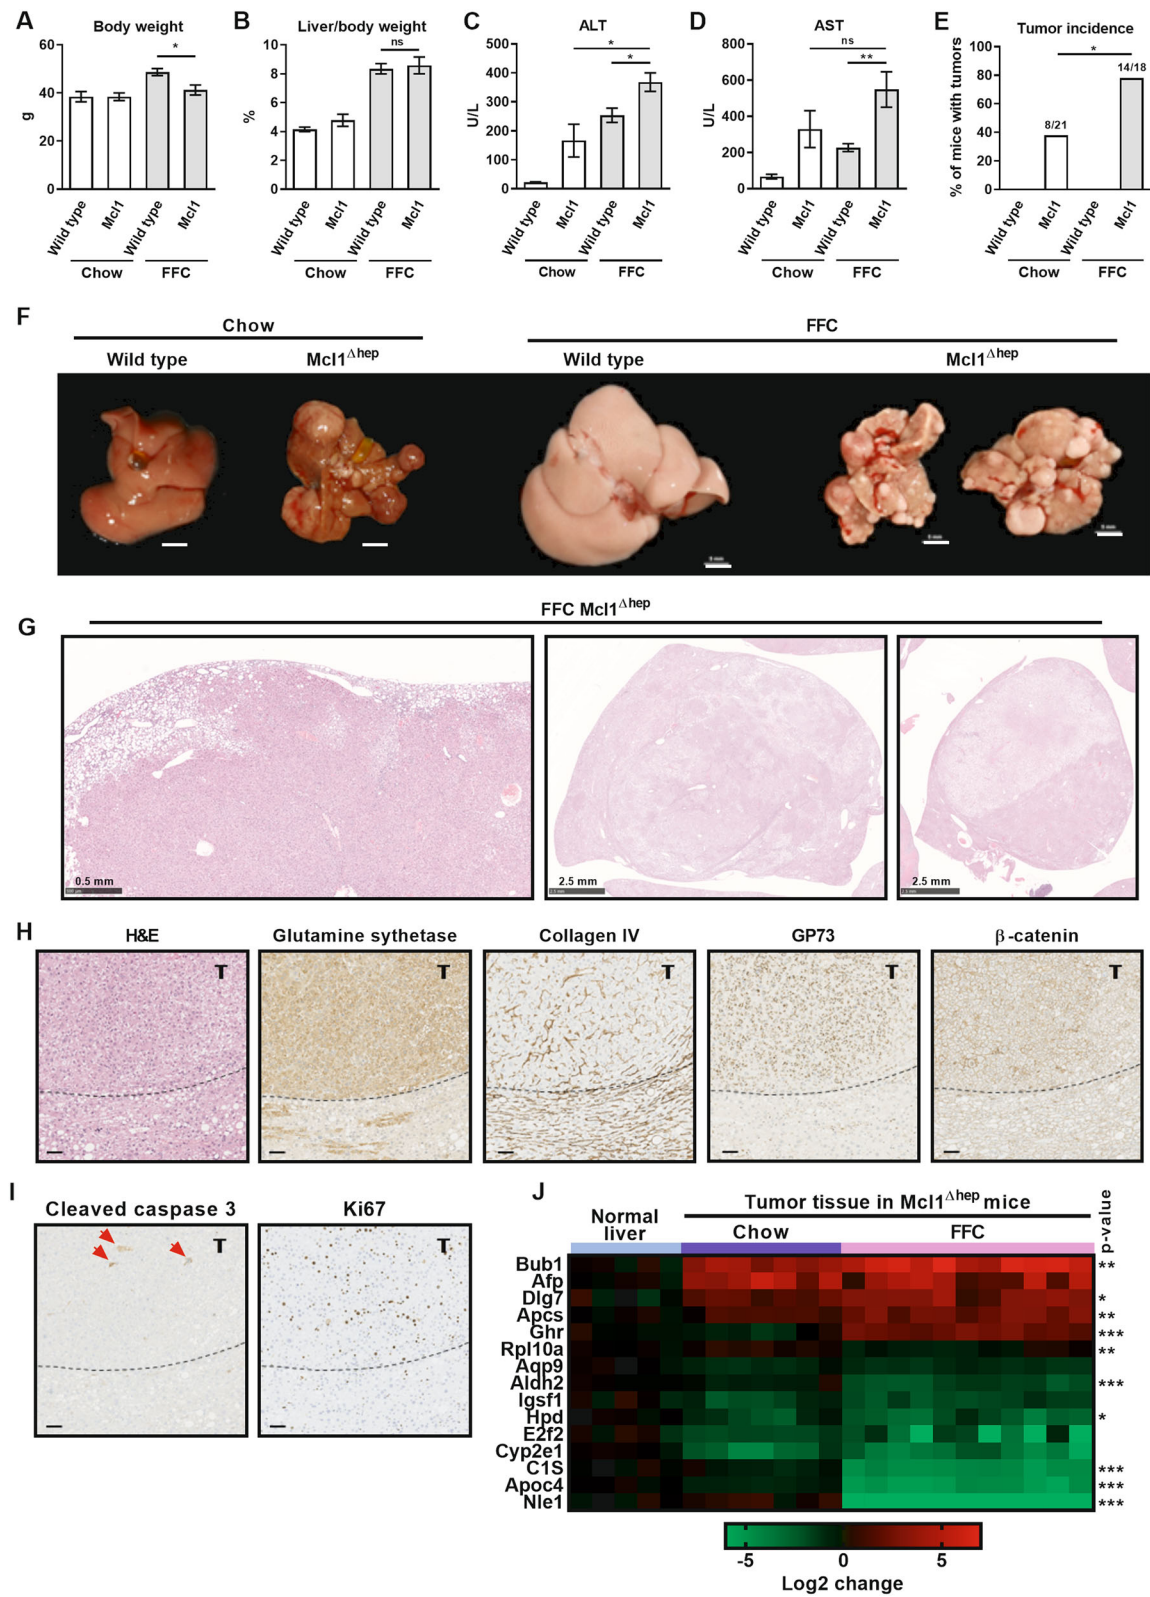 A
Body weight
60
40
20
0
g
*
Wild type
Mcl1
Wild type
Mcl1
Chow
FFC
B
Liver/body weight
10
8
6
4
2
0
%
ns
Wild type
Mcl1
Wild type
Mcl1
Chow
FFC
C
ALT
500
400
300
200
100
0
U/L
*
*
Wild type
Mcl1
Wild type
Mcl1
Chow
FFC
D
AST
800
600
400
200
0
U/L
ns
**
Wild type
Mcl1
Wild type
Mcl1
Chow
FFC
E
Tumor incidence
100
80
60
40
20
0
% of mice with tumors
*
8/21
14/18
Wild type
Mcl1
Wild type
Mcl1
Chow
FFC
F
Chow
FFC
Wild type
Mcl1Δhep
Wild type
Mcl1Δhep
G
FFC Mcl1Δhep
0.5 mm
2.5 mm
2.5 mm
H
H&E
Glutamine sythetase
Collagen IV
GP73
β-catenin
T
T
T
T
T
I
Cleaved caspase 3
Ki67
T
T
J
Normal liver
Tumor tissue in Mcl1Δhep mice
Chow
FFC
p-value
Bub1 **
Afp
Dlg7 *
Apcs **
Ghr ***
Rpl10a **
Aqp9
Aldh2 ***
Igsf1
Hpd *
E2f2
Cyp2e1
C1S ***
Apoc4 ***
Nle1 ***
-5 0 5
Log2 change